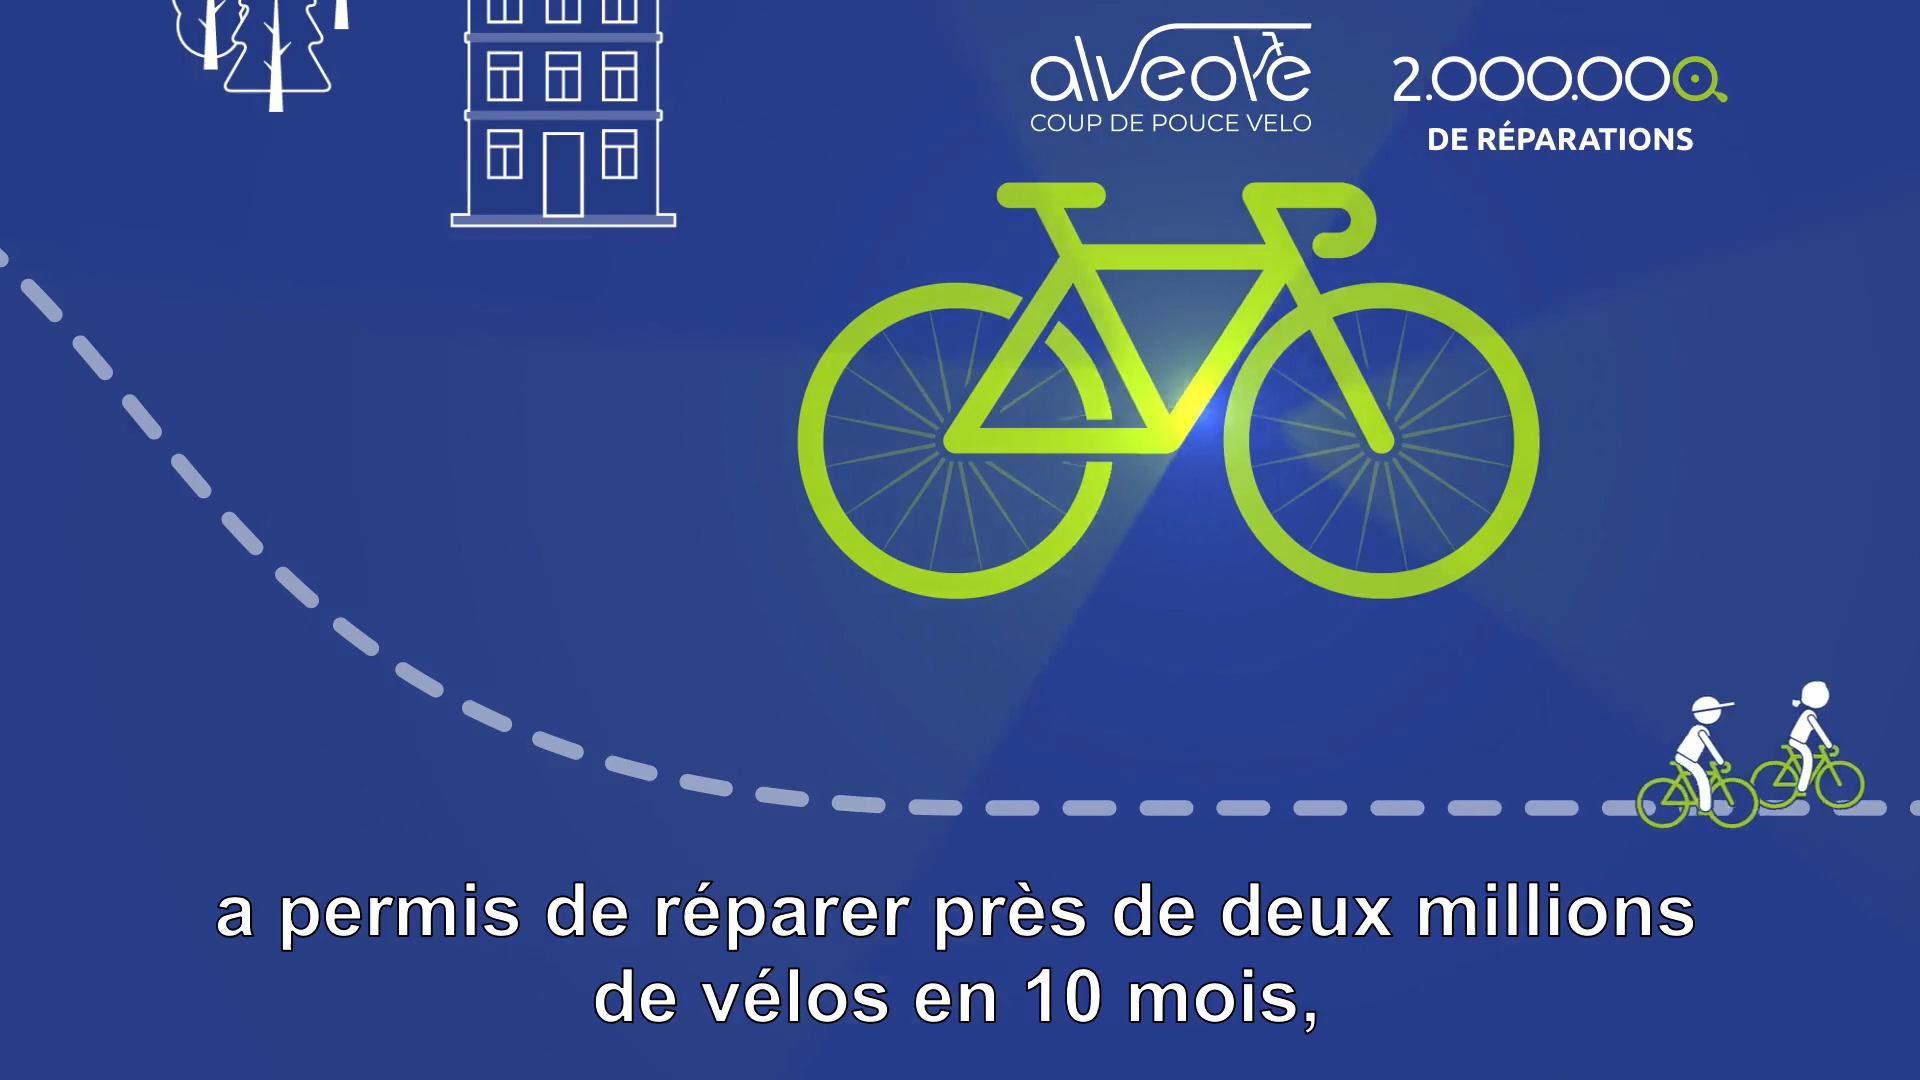 alvéole
COUP DE POUCE VELO
2.000.000
DE RÉPARATIONS
a permis de réparer près de deux millions
de vélos en 10 mois,